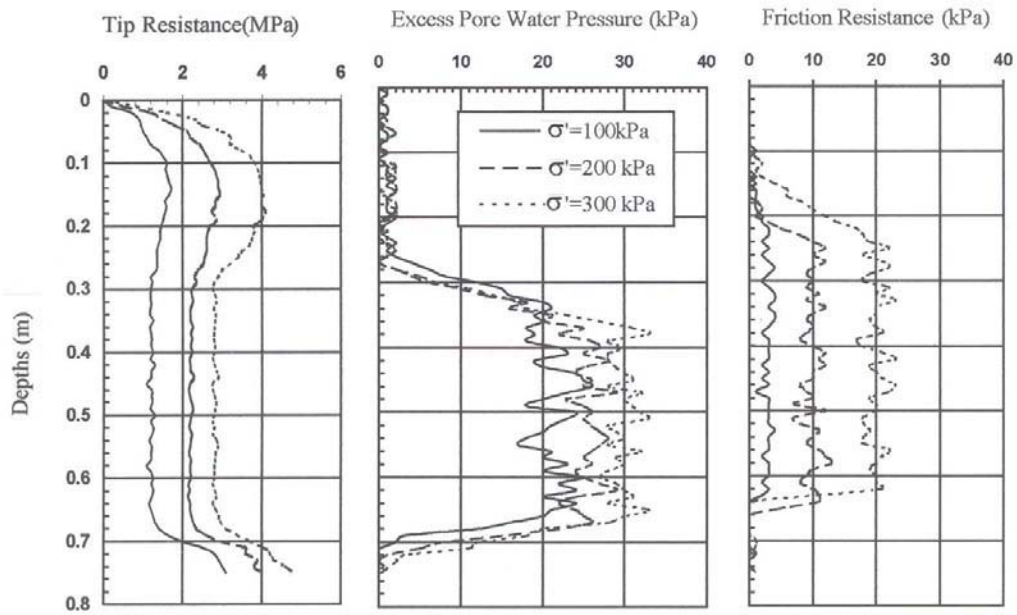 Tip Resistance(MPa)
0 2 4 6
Excess Pore Water Pressure (kPa)
0 10 20 30 40
Friction Resistance (kPa)
0 10 20 30 40
Depths (m)
0
0.1
0.2
0.3
0.4
0.5
0.6
0.7
0.8
σ'=100kPa
σ'=200 kPa
σ'=300 kPa